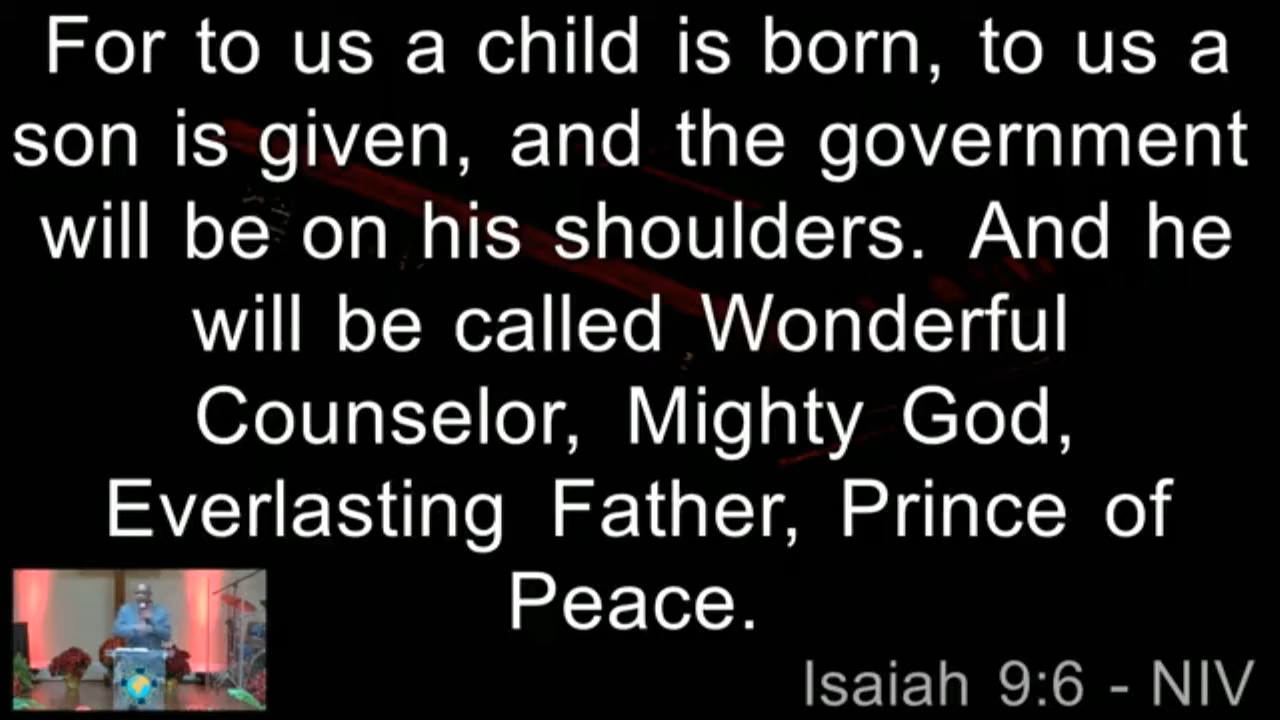 For to us a child is born, to us a
son is given, and the government
will be on his shoulders. And he
will be called Wonderful
Counselor, Mighty God,
Everlasting Father, Prince of
Peace.
Isaiah 9:6 - NIV